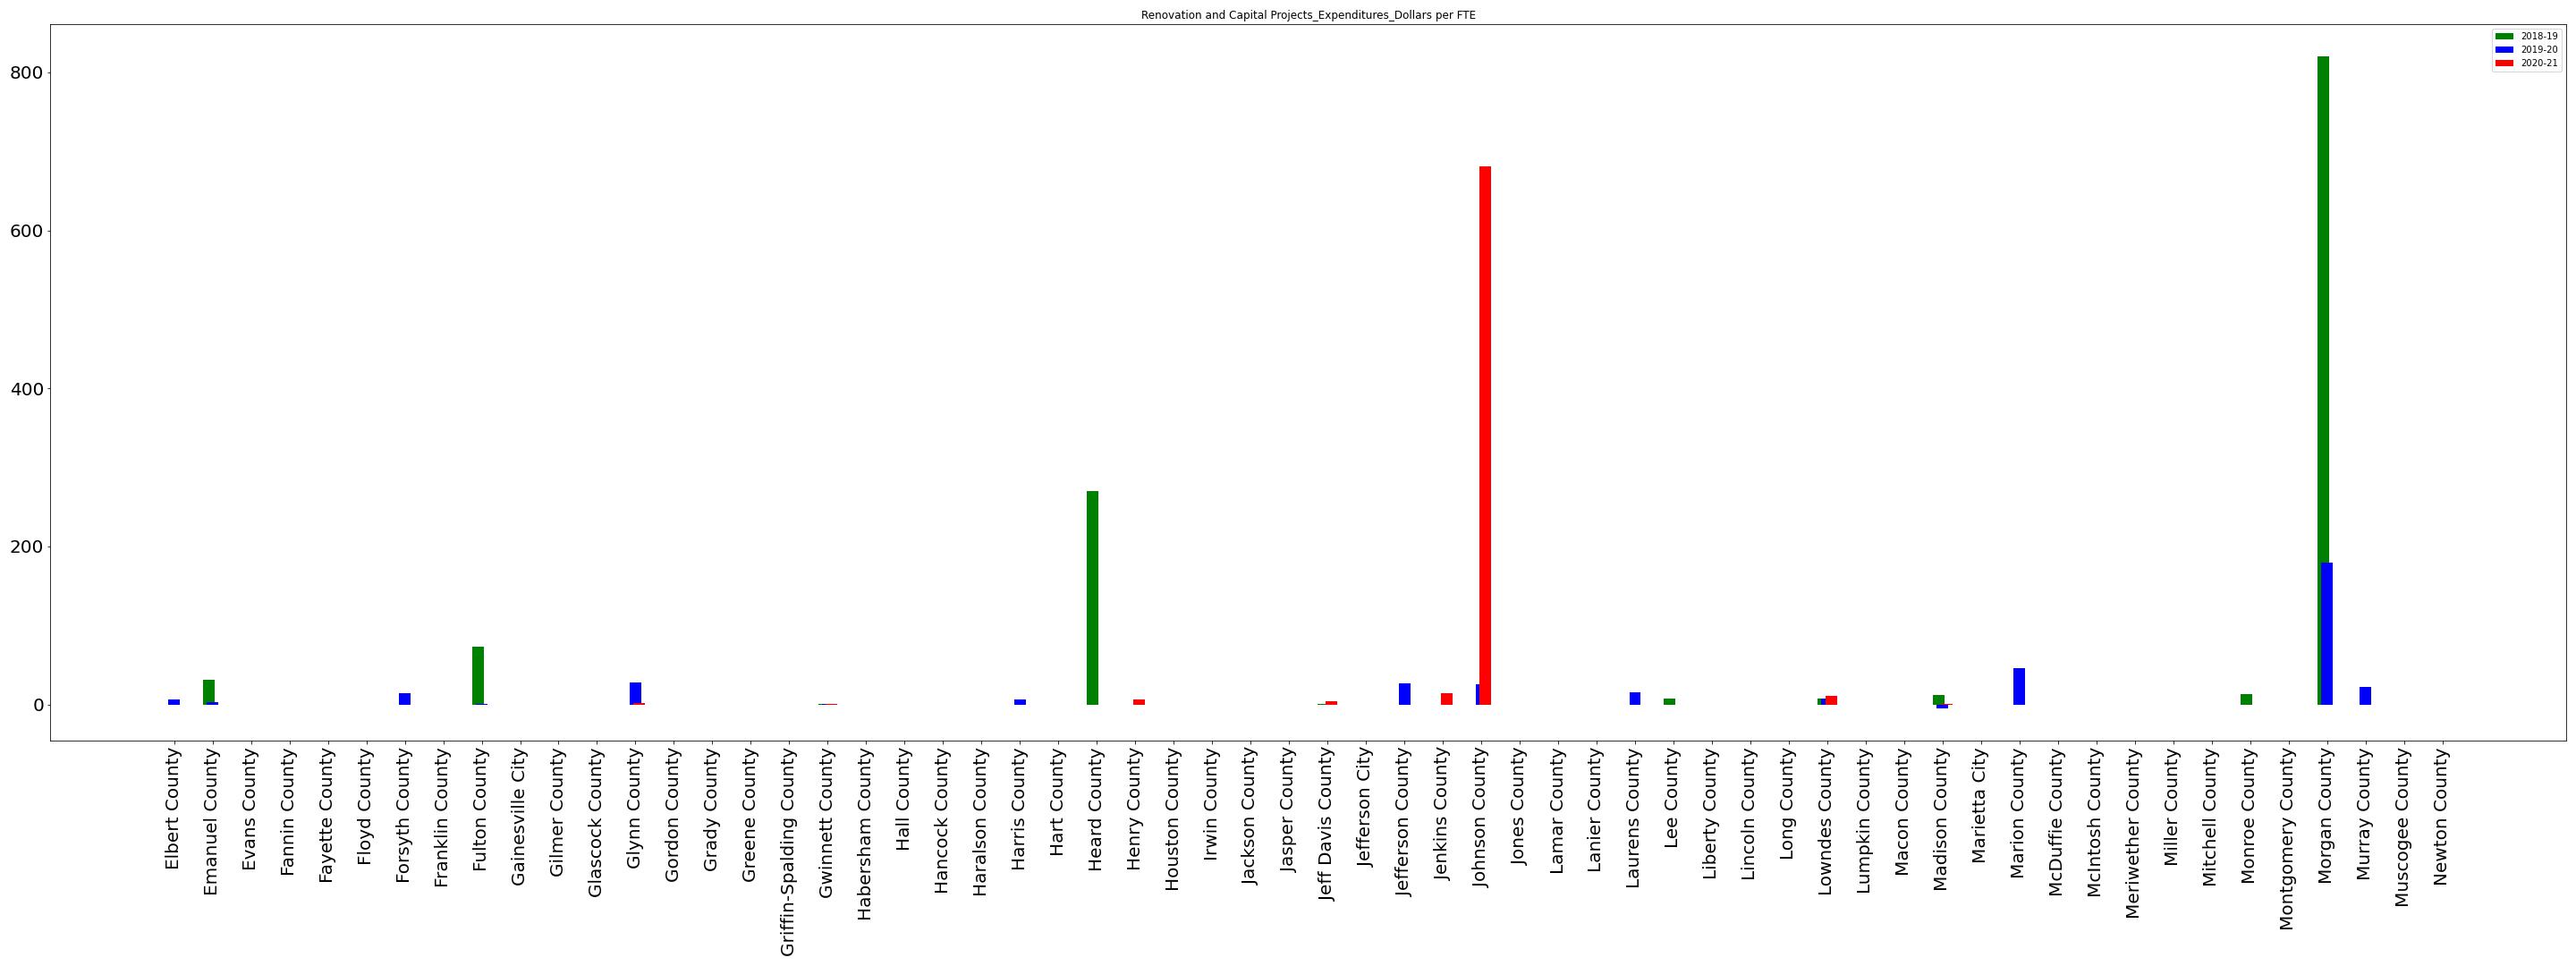 Renovation and Capital Projects_Expenditures_Dollars per FTE
2018-19
2019-20
2020-21
800
600
400
200
0
Elbert County
Emanuel County
Evans County
Fannin County
Fayette County
Floyd County
Forsyth County
Franklin County
Fulton County
Gainesville City
Gilmer County
Glascock County
Glynn County
Gordon County
Grady County
Greene County
Griffin-Spalding County
Gwinnett County
Habersham County
Hall County
Hancock County
Haralson County
Harris County
Hart County
Heard County
Henry County
Houston County
Irwin County
Jackson County
Jasper County
Jeff Davis County
Jefferson City
Jefferson County
Jenkins County
Johnson County
Jones County
Lamar County
Lanier County
Laurens County
Lee County
Liberty County
Lincoln County
Long County
Lowndes County
Lumpkin County
Macon County
Madison County
Marietta City
Marion County
McDuffie County
McIntosh County
Meriwether County
Miller County
Mitchell County
Monroe County
Montgomery County
Morgan County
Murray County
Muscogee County
Newton County